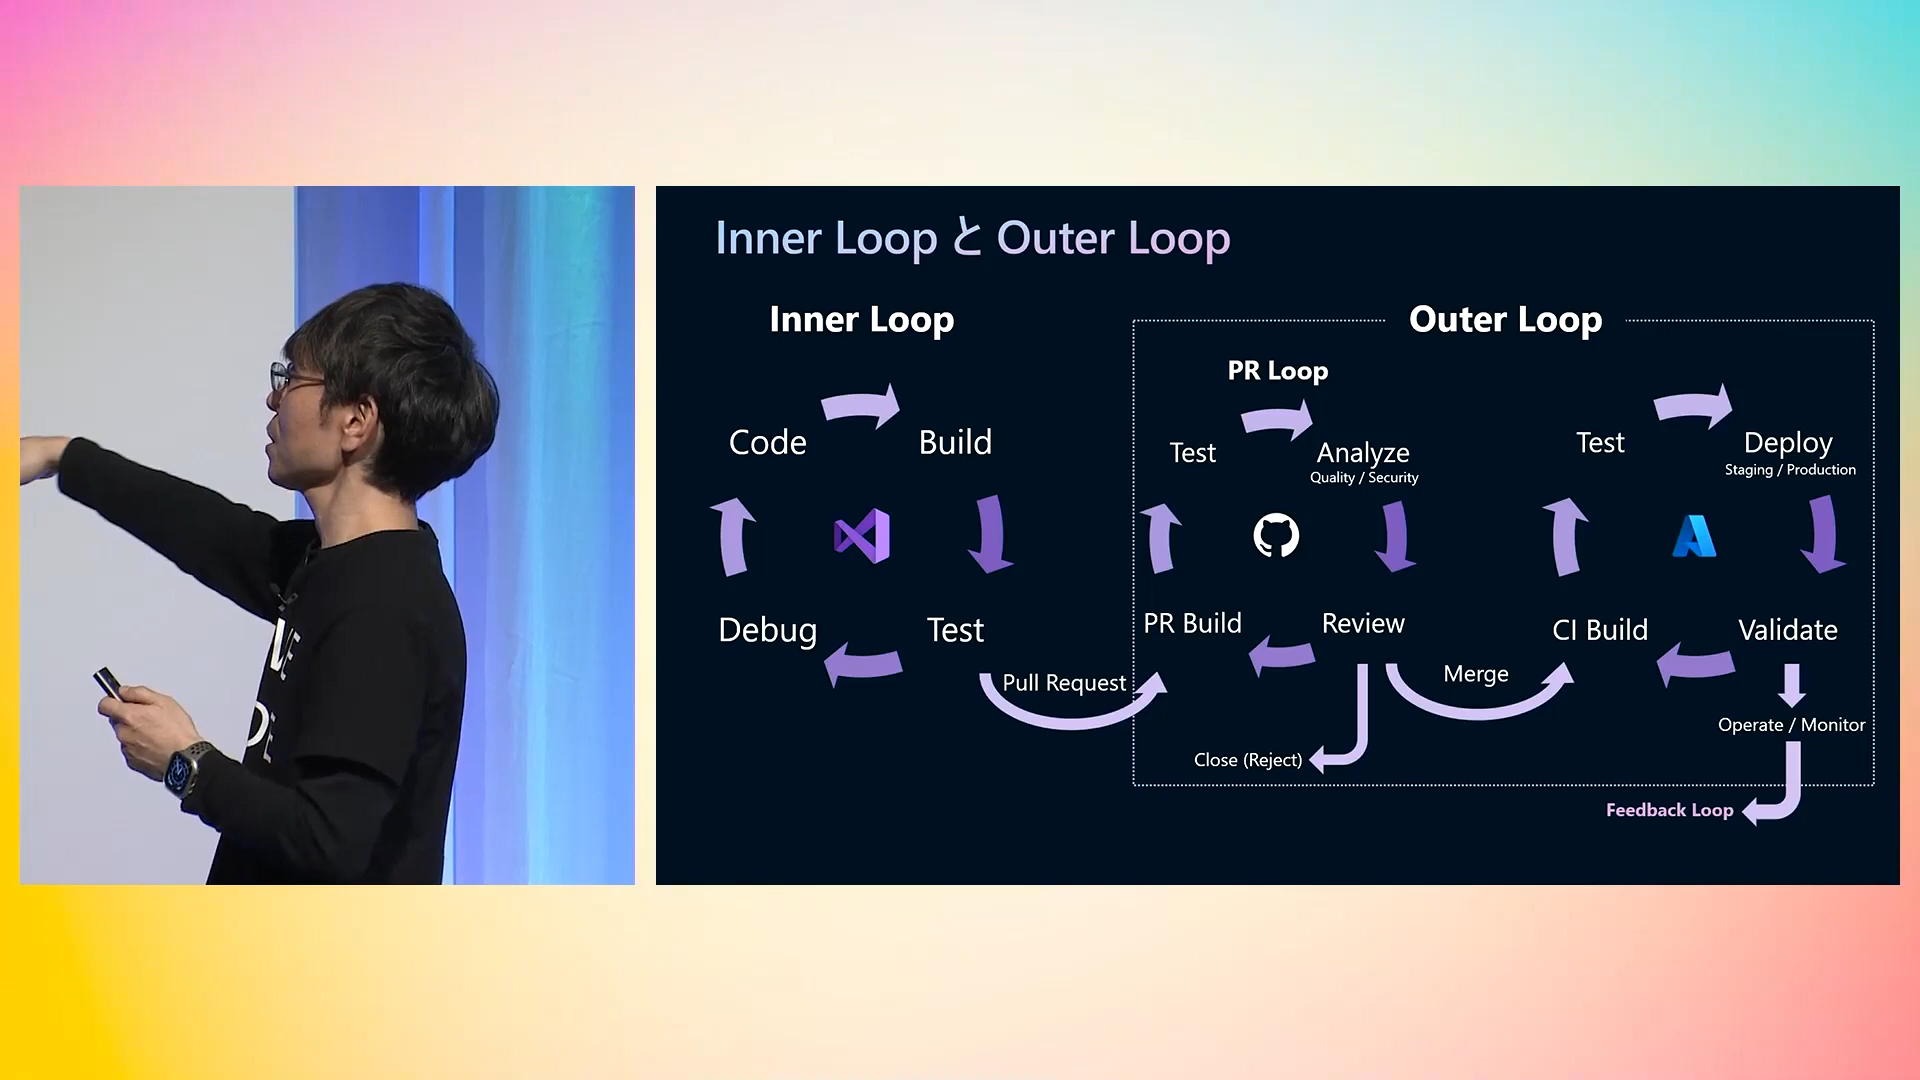 Inner Loop と Outer Loop
Inner Loop
Code
Build
Debug
Test
Pull Request
Outer Loop
PR Loop
Test
Analyze
Quality / Security
PR Build
Review
Close (Reject)
Merge
Test
Deploy
Staging / Production
CI Build
Validate
Operate / Monitor
Feedback Loop